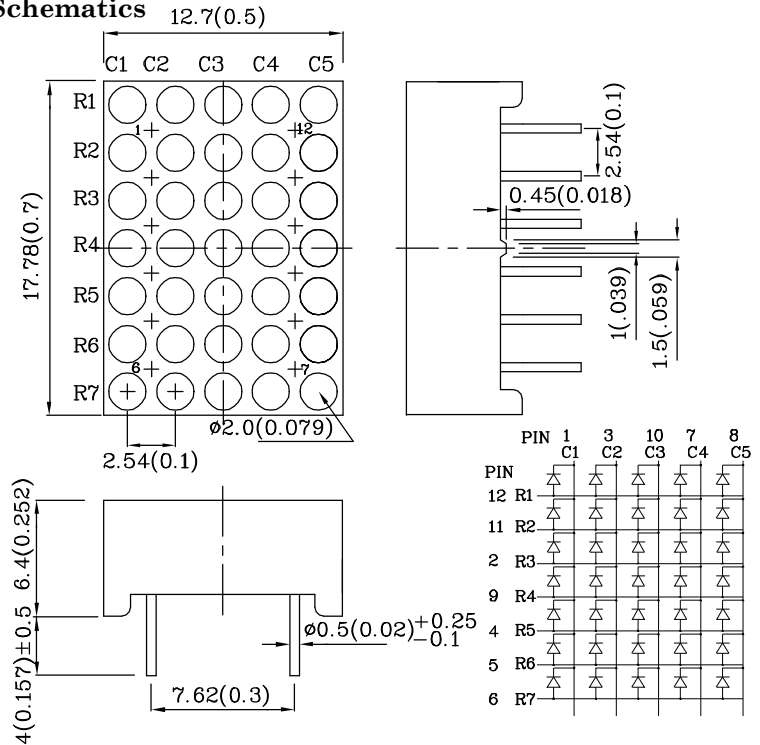 Schematics
12.7(0.5)
C1 C2 C3 C4 C5
R1
1 12
R2
R3
R4
R5
R6
6 7
R7
17.78(0.7)
ø2.0(0.079)
2.54(0.1)
2.54(0.1)
0.45(0.018)
1(.039)
1.5(.059)
6.4(0.252)
4(0.157)±0.5
ø0.5(0.02)+0.25
−0.1
7.62(0.3)
PIN 1 3 10 7 8
C1 C2 C3 C4 C5
PIN
12 R1
11 R2
2 R3
9 R4
4 R5
5 R6
6 R7